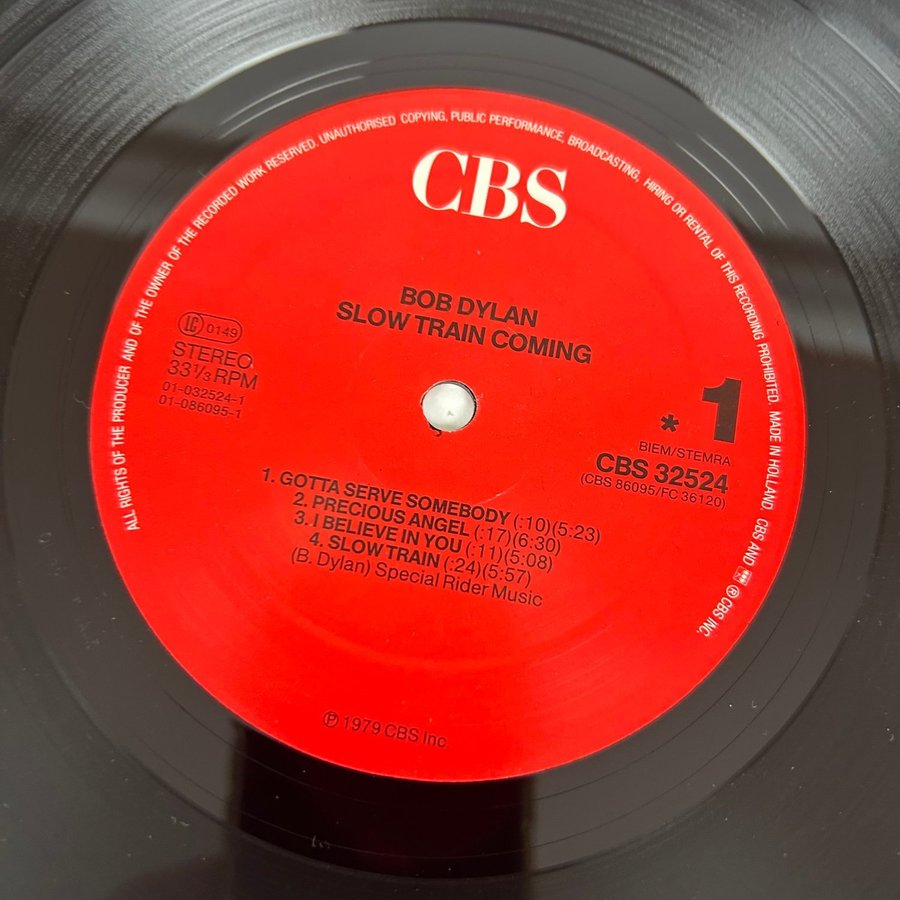 ALL RIGHTS OF THE PRODUCER AND OF THE OWNER OF THE RECORDED WORK RESERVED. UNAUTHORISED COPYING, PUBLIC PERFORMANCE, BROADCASTING, HIRING OR RENTAL OF THIS RECORDING PROHIBITED. MADE IN HOLLAND. CBS AND ® CBS INC.
CBS
BOB DYLAN
SLOW TRAIN COMING
LC 0149
STEREO
33 1/3 RPM
01-032524-1
01-086095-1
* 1
BIEM/STEMRA
CBS 32524
(CBS 86095/FC 36120)
1. GOTTA SERVE SOMEBODY (:10)(5:23)
2. PRECIOUS ANGEL (:17)(6:30)
3. I BELIEVE IN YOU (:11)(5:08)
4. SLOW TRAIN (:24)(5:57)
(B. Dylan) Special Rider Music
℗ 1979 CBS Inc.